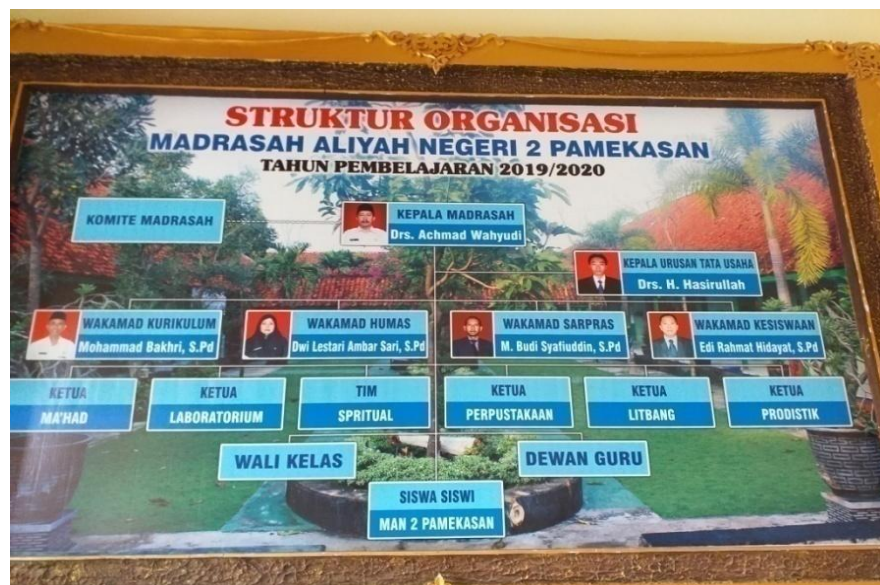 STRUKTUR ORGANISASI
MADRASAH ALIYAH NEGERI 2 PAMEKASAN
TAHUN PEMBELAJARAN 2019/2020
KOMITE MADRASAH
KEPALA MADRASAH
Drs. Achmad Wahyudi
KEPALA URUSAN TATA USAHA
Drs. H. Hasirullah
WAKAMAD KURIKULUM
Mohammad Bakhri, S.Pd
WAKAMAD HUMAS
Dwi Lestari Ambar Sari, S.Pd
WAKAMAD SARPRAS
M. Budi Syafiuddin, S.Pd
WAKAMAD KESISWAAN
Edi Rahmat Hidayat, S.Pd
KETUA
MA'HAD
KETUA
LABORATORIUM
TIM
SPRITUAL
KETUA
PERPUSTAKAAN
KETUA
LITBANG
KETUA
PRODISTIK
WALI KELAS
DEWAN GURU
SISWA SISWI
MAN 2 PAMEKASAN